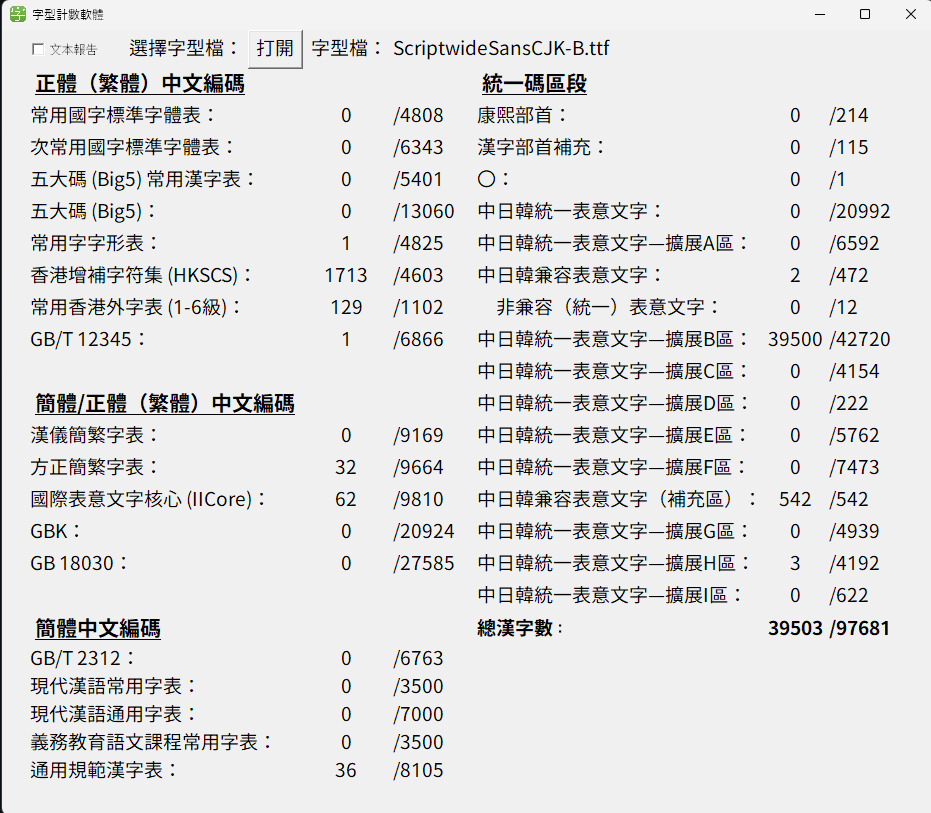 字型計數軟體
文本報告 選擇字型檔： 打開 字型檔： ScriptwideSansCJK-B.ttf
正體（繁體）中文編碼
常用國字標準字體表： 0 /4808
次常用國字標準字體表： 0 /6343
五大碼 (Big5) 常用漢字表： 0 /5401
五大碼 (Big5)： 0 /13060
常用字字形表： 1 /4825
香港增補字符集 (HKSCS)： 1713 /4603
常用香港外字表 (1-6級)： 129 /1102
GB/T 12345： 1 /6866
簡體/正體（繁體）中文編碼
漢儀簡繁字表： 0 /9169
方正簡繁字表： 32 /9664
國際表意文字核心 (IICore)： 62 /9810
GBK： 0 /20924
GB 18030： 0 /27585
簡體中文編碼
GB/T 2312： 0 /6763
現代漢語常用字表： 0 /3500
現代漢語通用字表： 0 /7000
義務教育語文課程常用字表： 0 /3500
通用規範漢字表： 36 /8105
統一碼區段
康熙部首： 0 /214
漢字部首補充： 0 /115
〇： 0 /1
中日韓統一表意文字： 0 /20992
中日韓統一表意文字—擴展A區： 0 /6592
中日韓兼容表意文字： 2 /472
非兼容（統一）表意文字： 0 /12
中日韓統一表意文字—擴展B區： 39500 /42720
中日韓統一表意文字—擴展C區： 0 /4154
中日韓統一表意文字—擴展D區： 0 /222
中日韓統一表意文字—擴展E區： 0 /5762
中日韓統一表意文字—擴展F區： 0 /7473
中日韓兼容表意文字（補充區）： 542 /542
中日韓統一表意文字—擴展G區： 0 /4939
中日韓統一表意文字—擴展H區： 3 /4192
中日韓統一表意文字—擴展I區： 0 /622
總漢字數： 39503 /97681